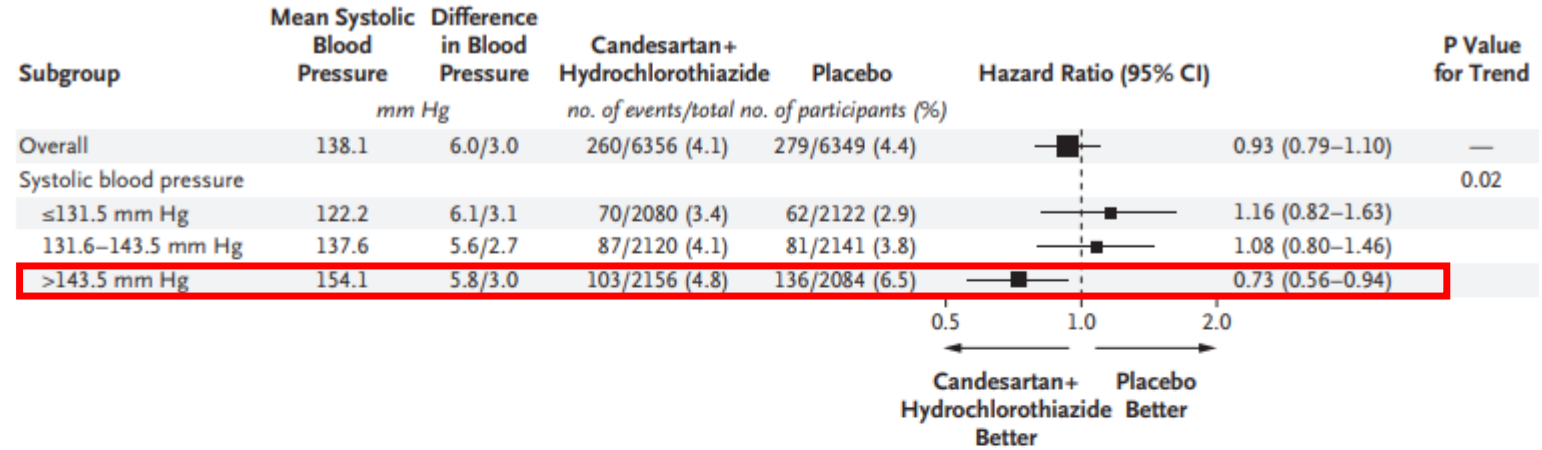 Mean Systolic Difference
Blood in Blood Candesartan+ P Value
Subgroup Pressure Pressure Hydrochlorothiazide Placebo Hazard Ratio (95% CI) for Trend
mm Hg no. of events/total no. of participants (%)
Overall 138.1 6.0/3.0 260/6356 (4.1) 279/6349 (4.4) 0.93 (0.79–1.10) —
Systolic blood pressure 0.02
≤131.5 mm Hg 122.2 6.1/3.1 70/2080 (3.4) 62/2122 (2.9) 1.16 (0.82–1.63)
131.6–143.5 mm Hg 137.6 5.6/2.7 87/2120 (4.1) 81/2141 (3.8) 1.08 (0.80–1.46)
>143.5 mm Hg 154.1 5.8/3.0 103/2156 (4.8) 136/2084 (6.5) 0.73 (0.56–0.94)
0.5 1.0 2.0
Candesartan+ Placebo
Hydrochlorothiazide Better
Better